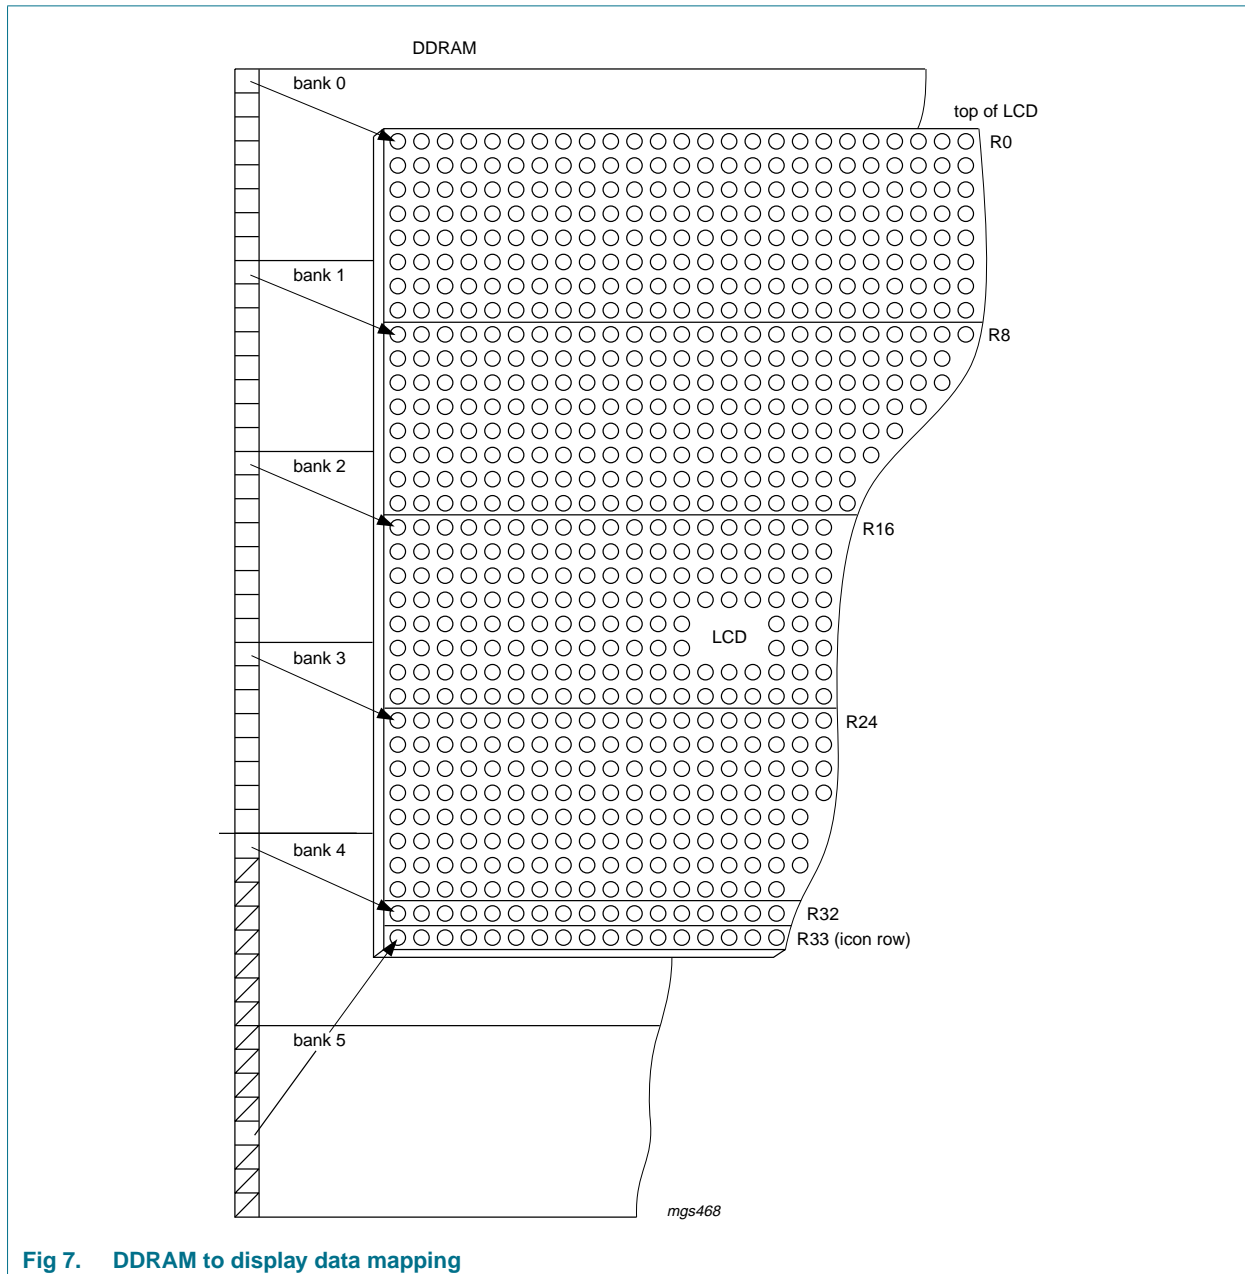 DDRAM
bank 0
top of LCD
R0
bank 1
R8
bank 2
R16
LCD
bank 3
R24
bank 4
R32
R33 (icon row)
bank 5
mgs468
Fig 7. DDRAM to display data mapping